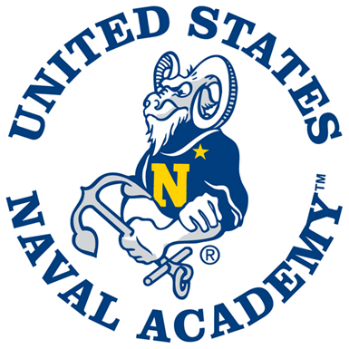 UNITED STATES
N
®
NAVAL ACADEMY™